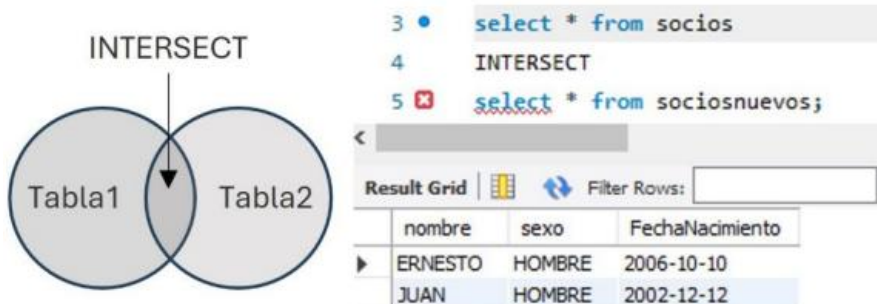 INTERSECT
Tabla1
Tabla2
3 select * from socios
4 INTERSECT
5 select * from sociosnuevos;
Result Grid Filter Rows:
nombre sexo FechaNacimiento
ERNESTO HOMBRE 2006-10-10
JUAN HOMBRE 2002-12-12